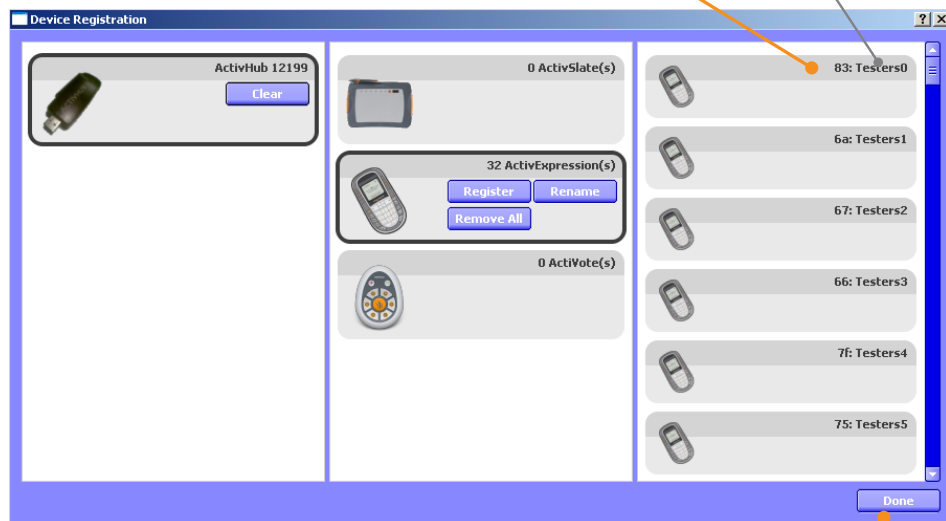 Device Registration
ActivHub 12199
Clear
0 ActivSlate(s)
32 ActivExpression(s)
Register Rename
Remove All
0 ActiVote(s)
83: Testers0
6a: Testers1
67: Testers2
66: Testers3
7f: Testers4
75: Testers5
Done